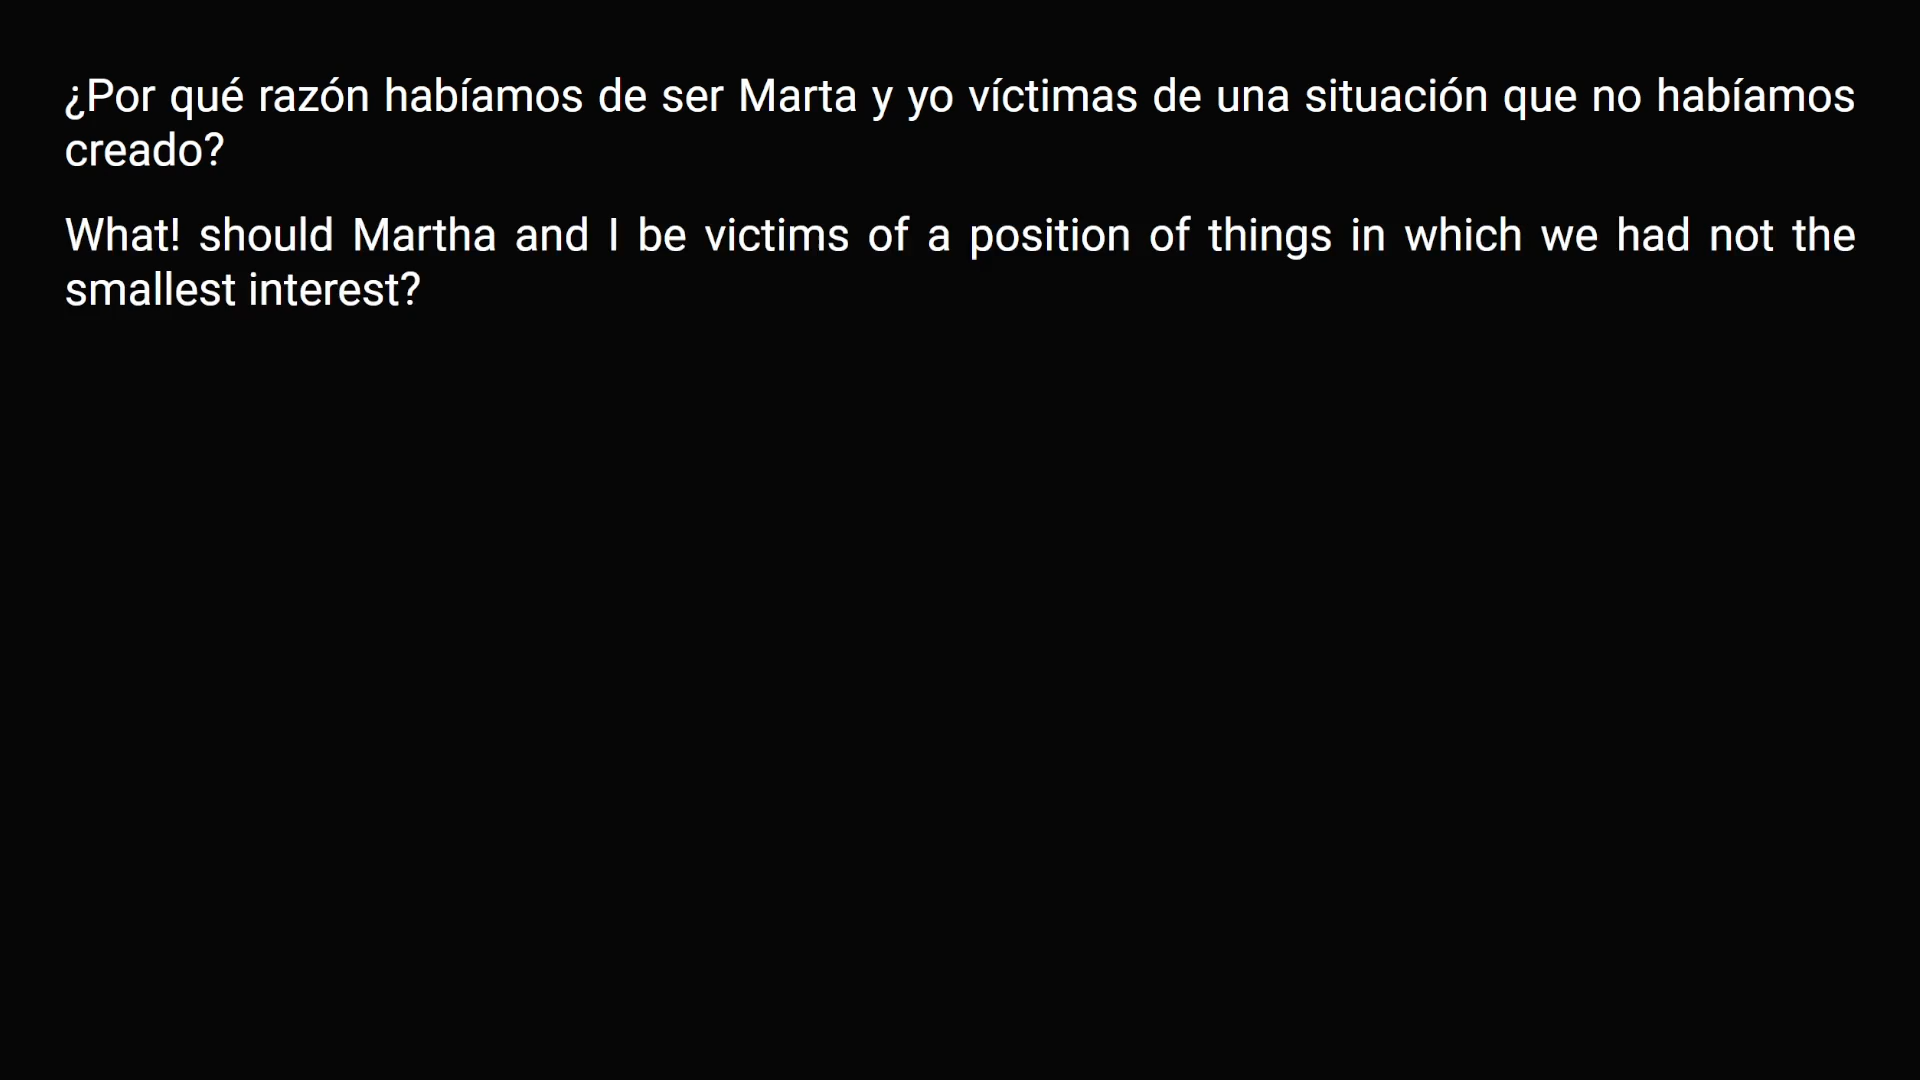 ¿Por qué razón habíamos de ser Marta y yo víctimas de una situación que no habíamos
creado?
What! should Martha and I be victims of a position of things in which we had not the
smallest interest?